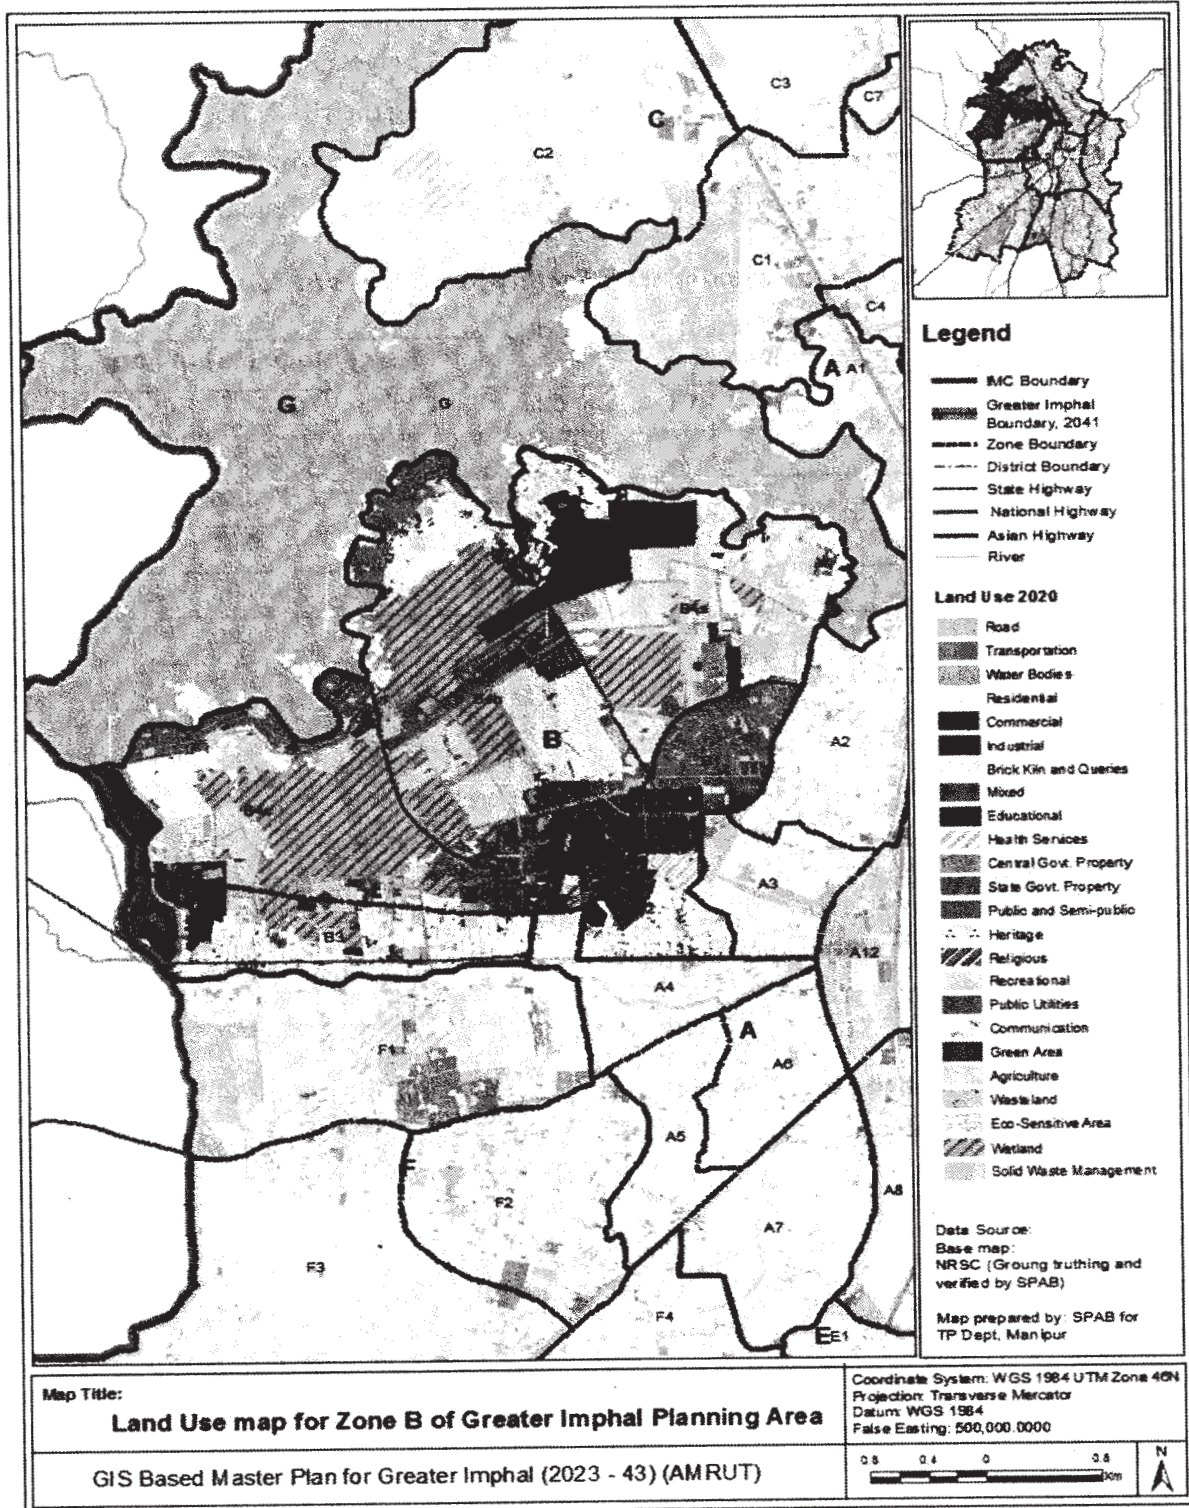 C3
C7
C
C2
C1
C4
A A1
G
G
B
A2
A3
B3
A12
A4
A
F1
A6
A5
F
F2
A8
A7
F3
F4
E E1
Legend
IMC Boundary
Greater Imphal
Boundary, 2041
Zone Boundary
District Boundary
State Highway
National Highway
Asian Highway
River
Land Use 2020
Road
Transportation
Water Bodies
Residential
Commercial
Industrial
Brick Kiln and Queries
Mixed
Educational
Health Services
Central Govt. Property
State Govt. Property
Public and Semi-public
Heritage
Religious
Recreational
Public Utilities
Communication
Green Area
Agriculture
Wasteland
Eco-Sensitive Area
Wetland
Solid Waste Management
Data Source:
Base map:
NRSC (Groung truthing and
verified by SPAB)
Map prepared by: SPAB for
TP Dept, Manipur
Map Title:
Land Use map for Zone B of Greater Imphal Planning Area
GIS Based Master Plan for Greater Imphal (2023 - 43) (AMRUT)
Coordinate System: WGS 1984 UTM Zone 46N
Projection: Transverse Mercator
Datum: WGS 1984
False Easting: 500,000.0000
0.8 0.4 0 0.8
Km
N